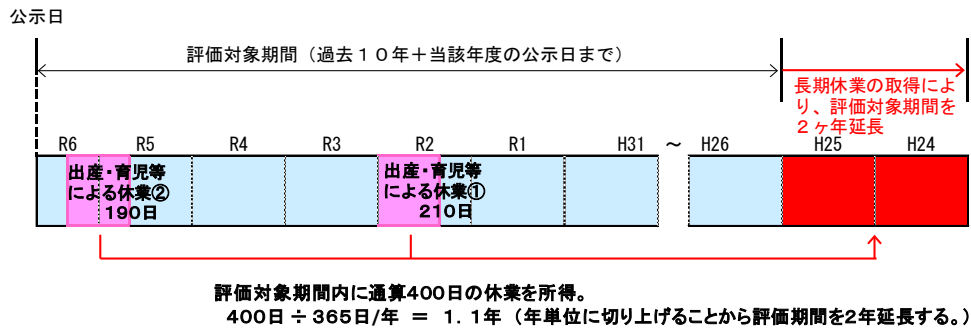 公示日
評価対象期間（過去１０年＋当該年度の公示日まで）
長期休業の取得によ
り、評価対象期間を
２ヶ年延長
R6 R5 R4 R3 R2 R1 H31 ～ H26 H25 H24
出産・育児等
による休業②
190日
出産・育児等
による休業①
210日
評価対象期間内に通算400日の休業を所得。
400日 ÷ 365日/年 ＝ 1.1年 （年単位に切り上げることから評価期間を2年延長する。）